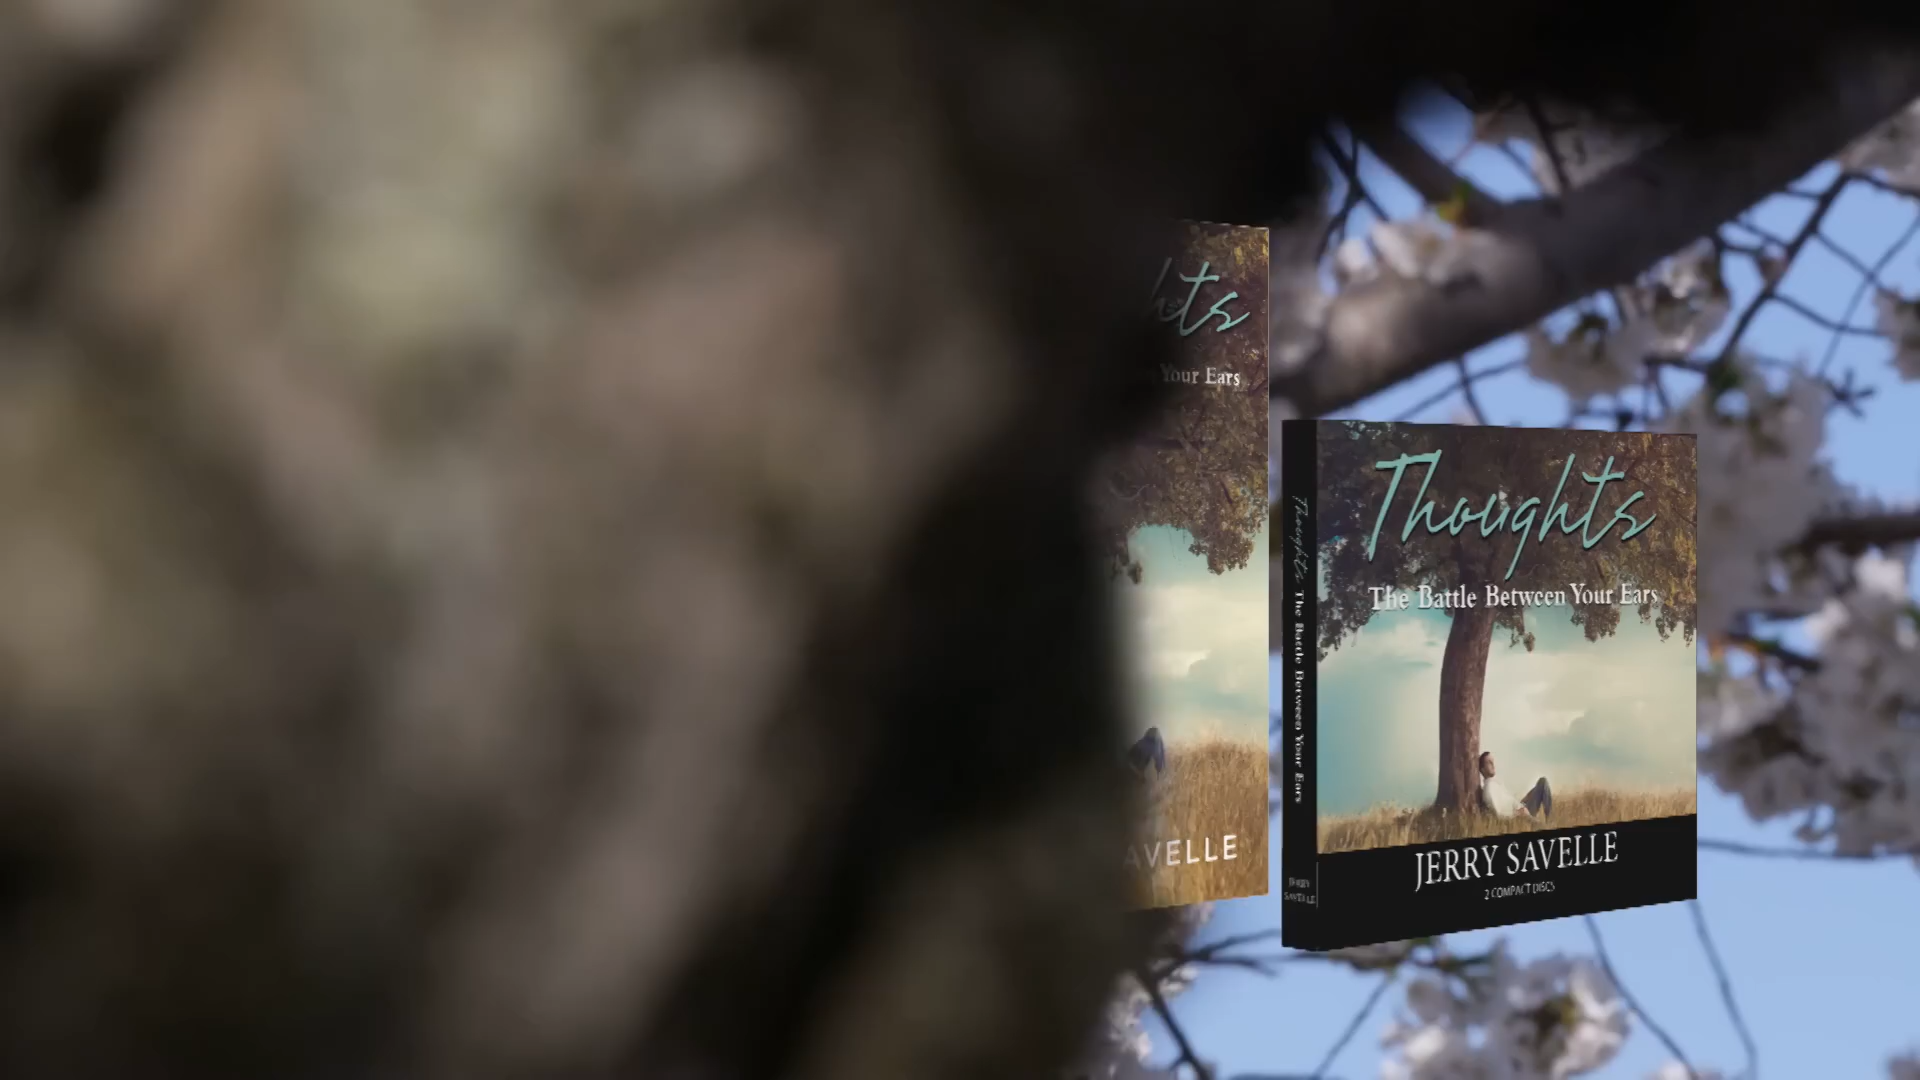 hts
Your Ears
AVELLE
Thoughts
The Battle Between Your Ears
JERRY SAVELLE
2 COMPACT DISCS
Thoughts The Battle Between Your Ears
JERRY
SAVELLE